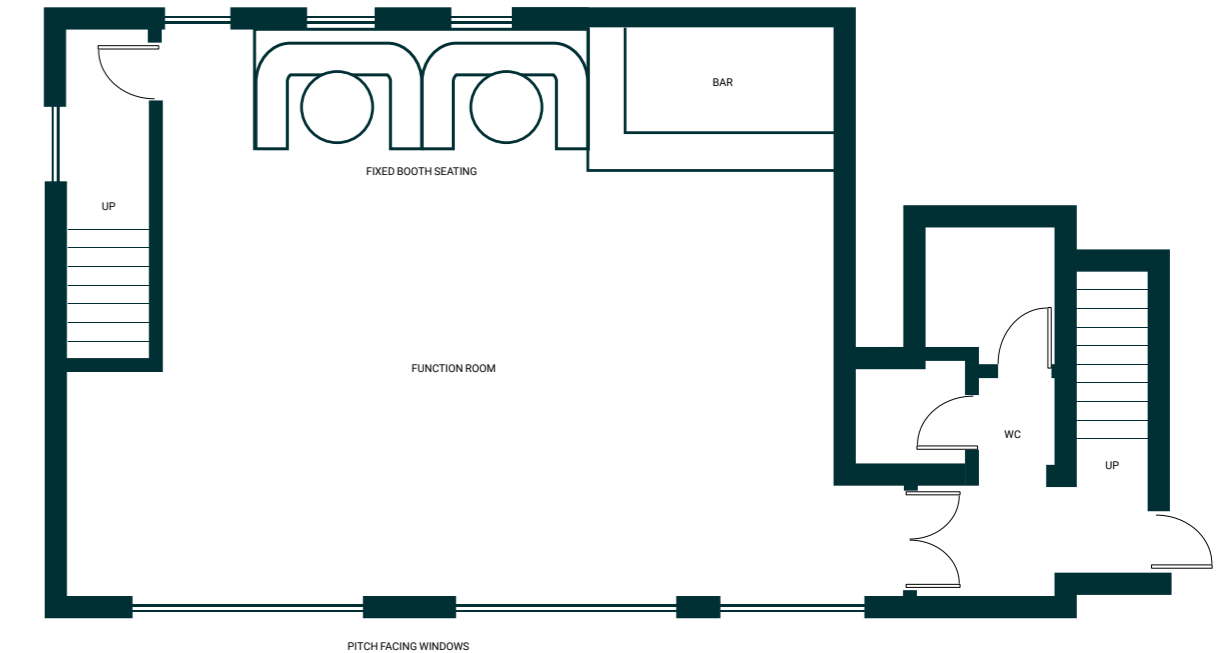 BAR
FIXED BOOTH SEATING
UP
FUNCTION ROOM
WC
UP
PITCH FACING WINDOWS